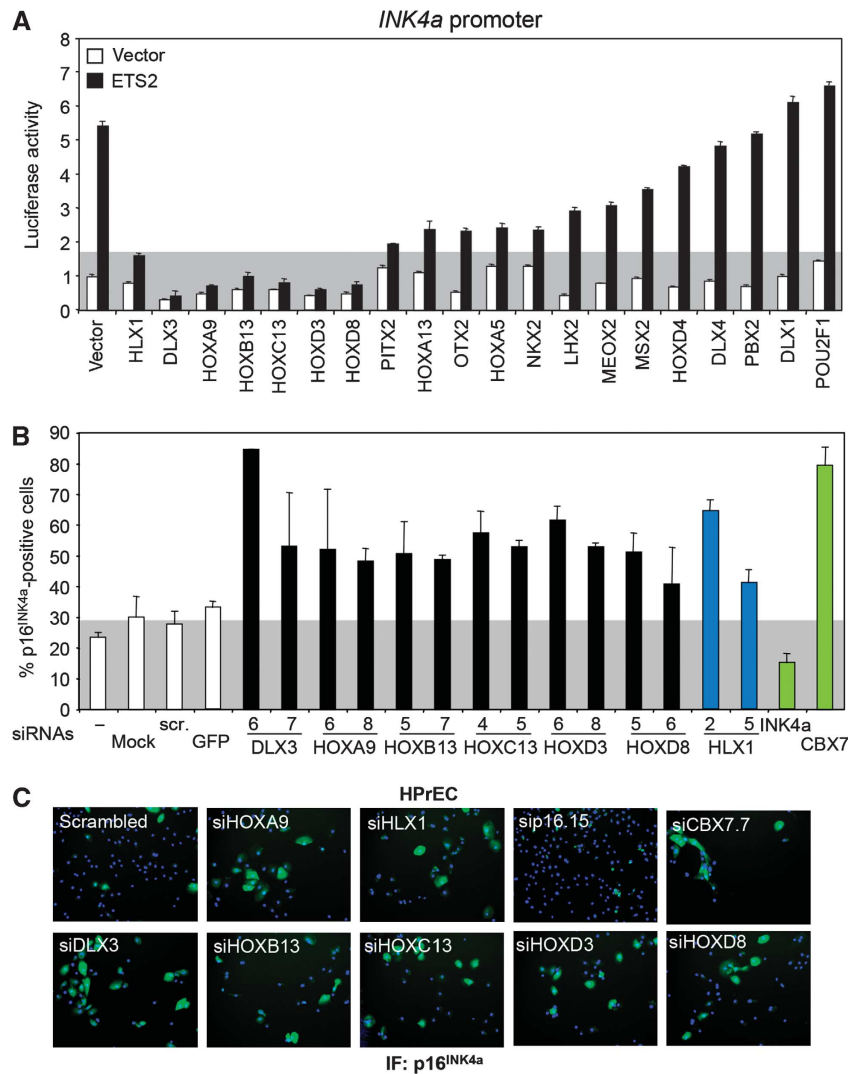 A
INK4a promoter
Luciferase activity
8
7
6
5
4
3
2
1
0
Vector
ETS2
Vector
HLX1
DLX3
HOXA9
HOXB13
HOXC13
HOXD3
HOXD8
PITX2
HOXA13
OTX2
HOXA5
NKX2
LHX2
MEOX2
MSX2
HOXD4
DLX4
PBX2
DLX1
POU2F1
B
% p16INK4a-positive cells
90
80
70
60
50
40
30
20
10
0
siRNAs
– Mock scr. GFP
6 7 6 8 5 7 4 5 6 8 5 6 2 5 INK4a
DLX3 HOXA9 HOXB13 HOXC13 HOXD3 HOXD8 HLX1 CBX7
C
HPrEC
Scrambled siHOXA9 siHLX1 sip16.15 siCBX7.7
siDLX3 siHOXB13 siHOXC13 siHOXD3 siHOXD8
IF: p16INK4a